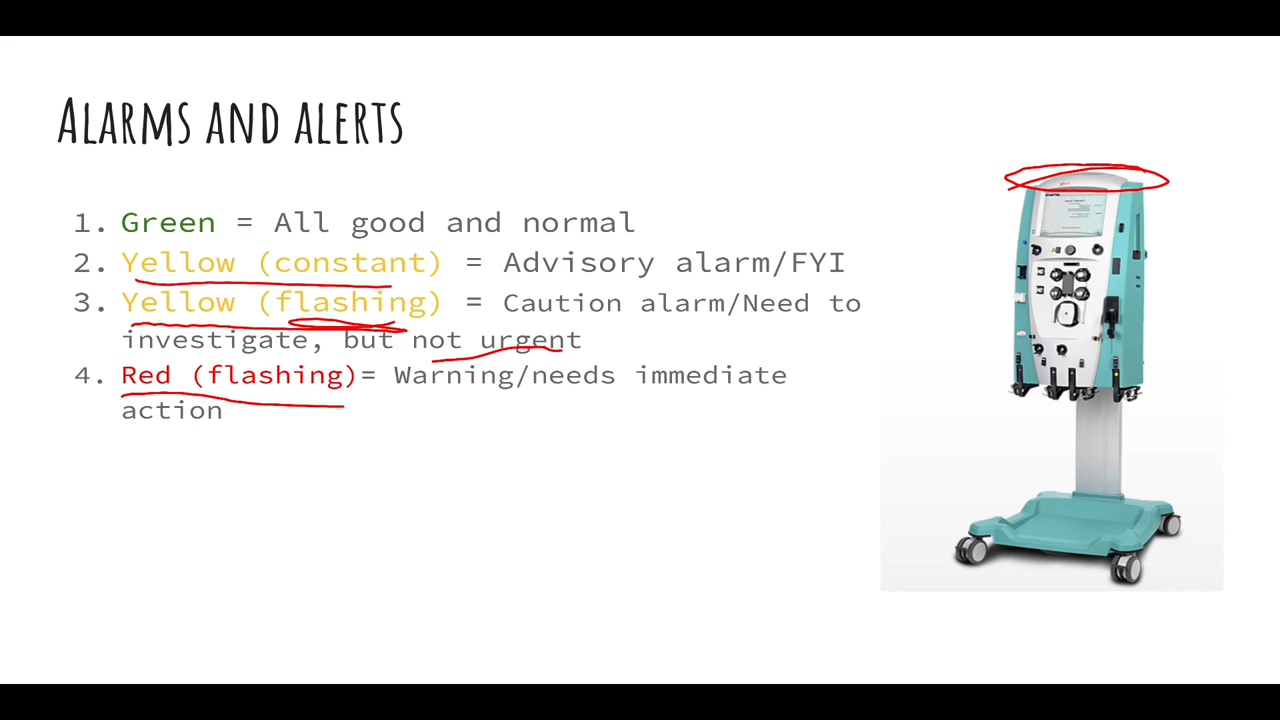 ALARMS AND ALERTS
1. Green = All good and normal
2. Yellow (constant) = Advisory alarm/FYI
3. Yellow (flashing) = Caution alarm/Need to
investigate, but not urgent
4. Red (flashing)= Warning/needs immediate
action